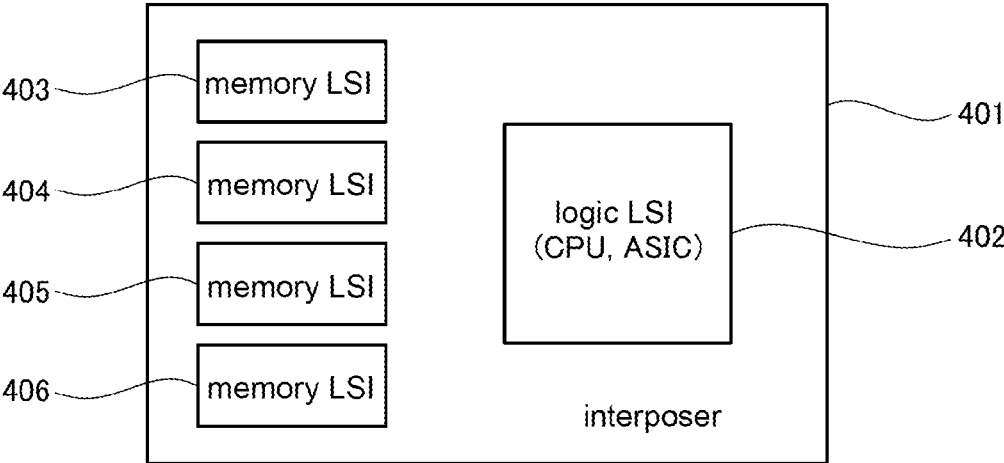 403
memory LSI
401
404
memory LSI
logic LSI
(CPU, ASIC)
402
405
memory LSI
406
memory LSI
interposer